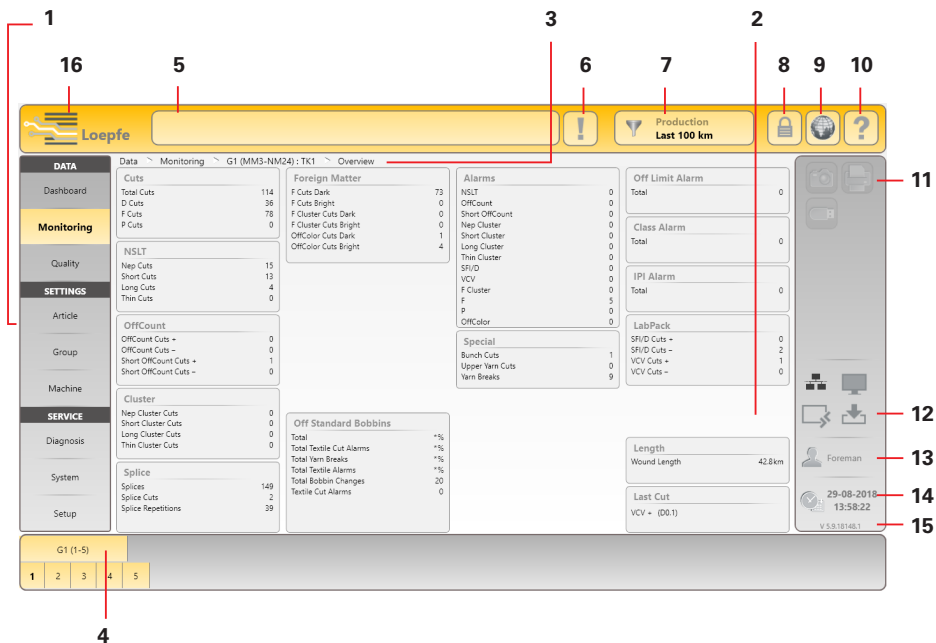 1
3
2
16
5
6
7
8
9
10
Loepfe
!
Production
Last 100 km
?
DATA
Dashboard
Monitoring
Quality
SETTINGS
Article
Group
Machine
SERVICE
Diagnosis
System
Setup
Data > Monitoring > G1 (MM3-NM24) : TK1 > Overview
Cuts
Total Cuts 114
D Cuts 36
F Cuts 78
P Cuts 0
NSLT
Nep Cuts 15
Short Cuts 13
Long Cuts 4
Thin Cuts 0
OffCount
OffCount Cuts + 0
OffCount Cuts – 0
Short OffCount Cuts + 1
Short OffCount Cuts – 0
Cluster
Nep Cluster Cuts 0
Short Cluster Cuts 0
Long Cluster Cuts 0
Thin Cluster Cuts 0
Splice
Splices 149
Splice Cuts 2
Splice Repetitions 39
Foreign Matter
F Cuts Dark 73
F Cuts Bright 0
F Cluster Cuts Dark 0
F Cluster Cuts Bright 0
OffColor Cuts Dark 1
OffColor Cuts Bright 4
Off Standard Bobbins
Total *%
Total Textile Cut Alarms *%
Total Yarn Breaks *%
Total Textile Alarms *%
Total Bobbin Changes 20
Textile Cut Alarms 0
Alarms
NSLT 0
OffCount 0
Short OffCount 0
Nep Cluster 0
Short Cluster 0
Long Cluster 0
Thin Cluster 0
SFI/D 0
VCV 0
F Cluster 0
F 5
P 0
OffColor 0
Special
Bunch Cuts 1
Upper Yarn Cuts 0
Yarn Breaks 9
Off Limit Alarm
Total 0
Class Alarm
Total 0
IPI Alarm
Total 0
LabPack
SFI/D Cuts + 0
SFI/D Cuts – 2
VCV Cuts + 1
VCV Cuts – 0
Length
Wound Length 42.8km
Last Cut
VCV + (D0.1)
11
12
Foreman
13
29-08-2018
13:58:22
14
V 5.9.18148.1
15
G1 (1-5)
1 2 3 4 5
4